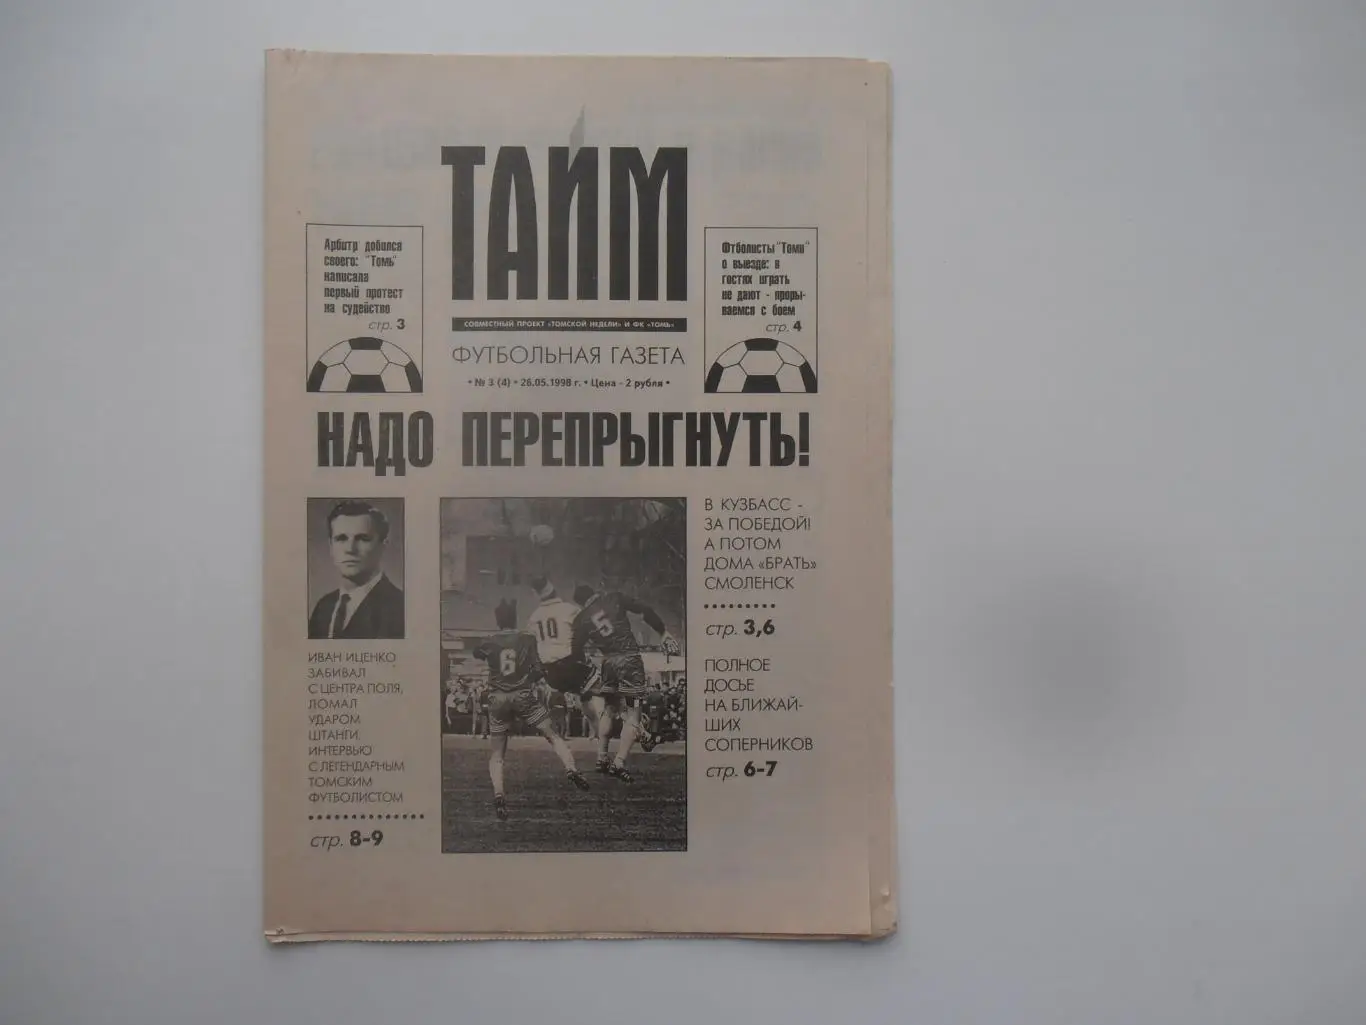 ТАЙМ
СОВМЕСТНЫЙ ПРОЕКТ «ТОМСКОЙ НЕДЕЛИ» И ФК «ТОМЬ»
ФУТБОЛЬНАЯ ГАЗЕТА
• № 3 (4) • 26.05.1998 г. • Цена - 2 рубля •
Арбитр добился
своего: "Томь"
написала
первый протест
на судейство
стр. 3
Футболисты "Томи"
о выезде: в
гостях играть
не дают - проры-
ваемся с боем
стр. 4
НАДО ПЕРЕПРЫГНУТЬ!
ИВАН ИЦЕНКО
ЗАБИВАЛ
С ЦЕНТРА ПОЛЯ,
ЛОМАЛ
УДАРОМ
ШТАНГИ.
ИНТЕРВЬЮ
С ЛЕГЕНДАРНЫМ
ТОМСКИМ
ФУТБОЛИСТОМ
стр. 8-9
10
5
6
В КУЗБАСС -
ЗА ПОБЕДОЙ!
А ПОТОМ
ДОМА «БРАТЬ»
СМОЛЕНСК
стр. 3,6
ПОЛНОЕ
ДОСЬЕ
НА БЛИЖАЙ-
ШИХ
СОПЕРНИКОВ
стр. 6-7